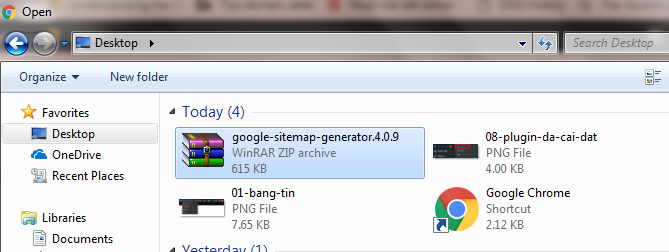 Open
Desktop
Search Desktop
Organize
New folder
Favorites
Desktop
OneDrive
Recent Places
Libraries
Documents
Today (4)
google-sitemap-generator.4.0.9
WinRAR ZIP archive
615 KB
08-plugin-da-cai-dat
PNG File
4.00 KB
01-bang-tin
PNG File
7.65 KB
Google Chrome
Shortcut
2.12 KB
Yesterday (1)